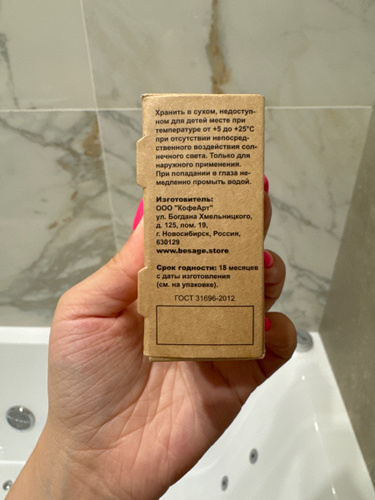 Хранить в сухом, недоступ-
ном для детей месте при
температуре от +5 до +25°С
при отсутствии непосред-
ственного воздействия сол-
нечного света. Только для
наружного применения.
При попадании в глаза не-
медленно промыть водой.
Изготовитель:
ООО "КофеАрт"
ул. Богдана Хмельницкого,
д. 125, пом. 19,
г. Новосибирск, Россия,
630129
www.besage.store
Срок годности: 18 месяцев
с даты изготовления
(см. на упаковке).
ГОСТ 31696-2012